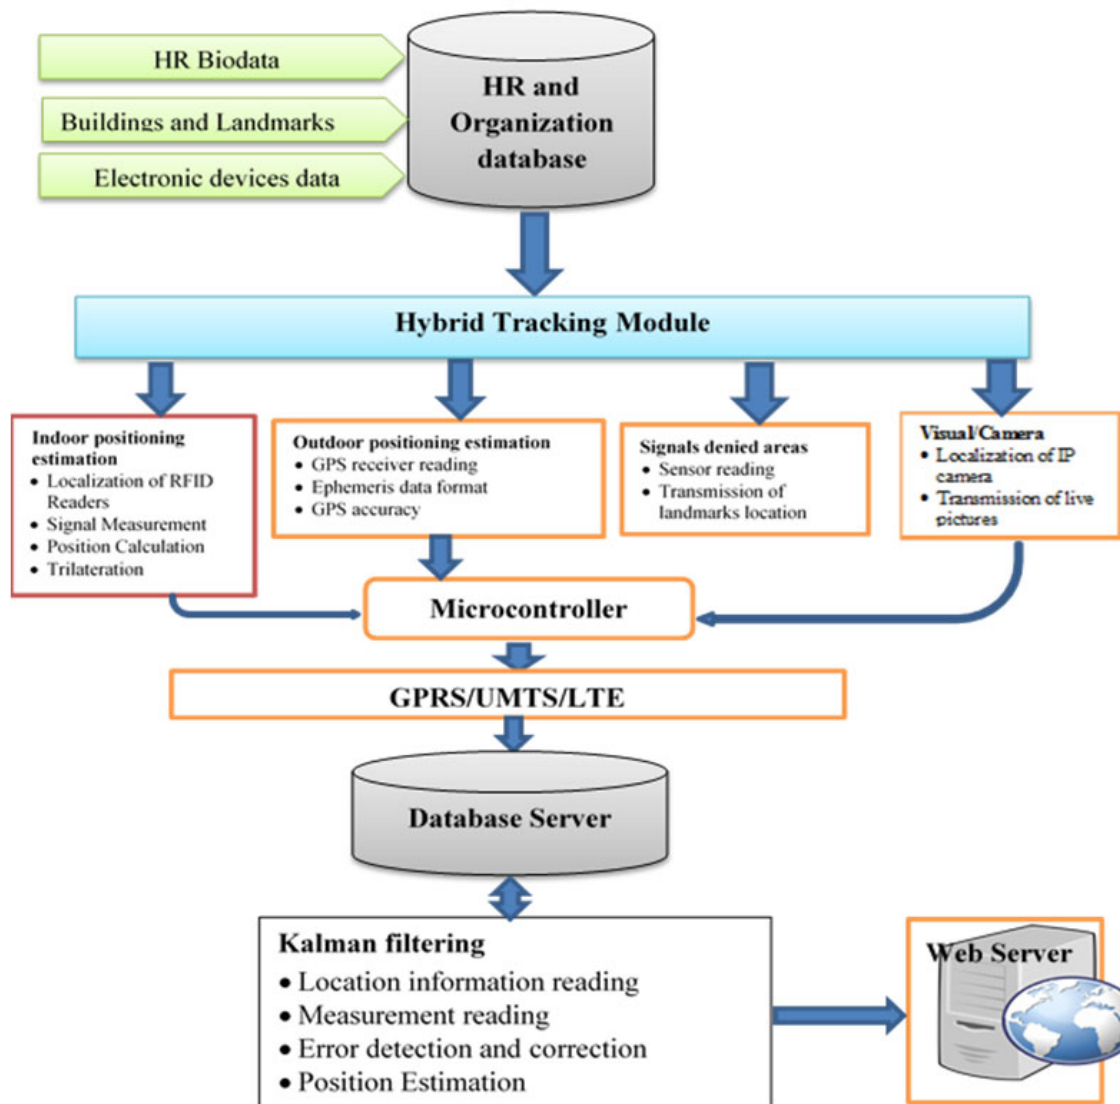 HR Biodata
Buildings and Landmarks
Electronic devices data
HR and
Organization
database
Hybrid Tracking Module
Indoor positioning
estimation
• Localization of RFID
Readers
• Signal Measurement
• Position Calculation
• Trilateration
Outdoor positioning estimation
• GPS receiver reading
• Ephemeris data format
• GPS accuracy
Signals denied areas
• Sensor reading
• Transmission of
landmarks location
Visual/Camera
• Localization of IP
camera
• Transmission of live
pictures
Microcontroller
GPRS/UMTS/LTE
Database Server
Kalman filtering
• Location information reading
• Measurement reading
• Error detection and correction
• Position Estimation
Web Server